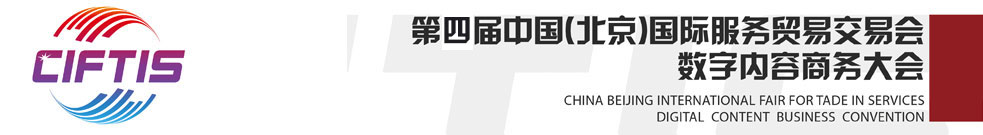 CIFTIS
第四届中国(北京)国际服务贸易交易会
数字内容商务大会
CHINA BEIJING INTERNATIONAL FAIR FOR TADE IN SERVICES
DIGITAL CONTENT BUSINESS CONVENTION